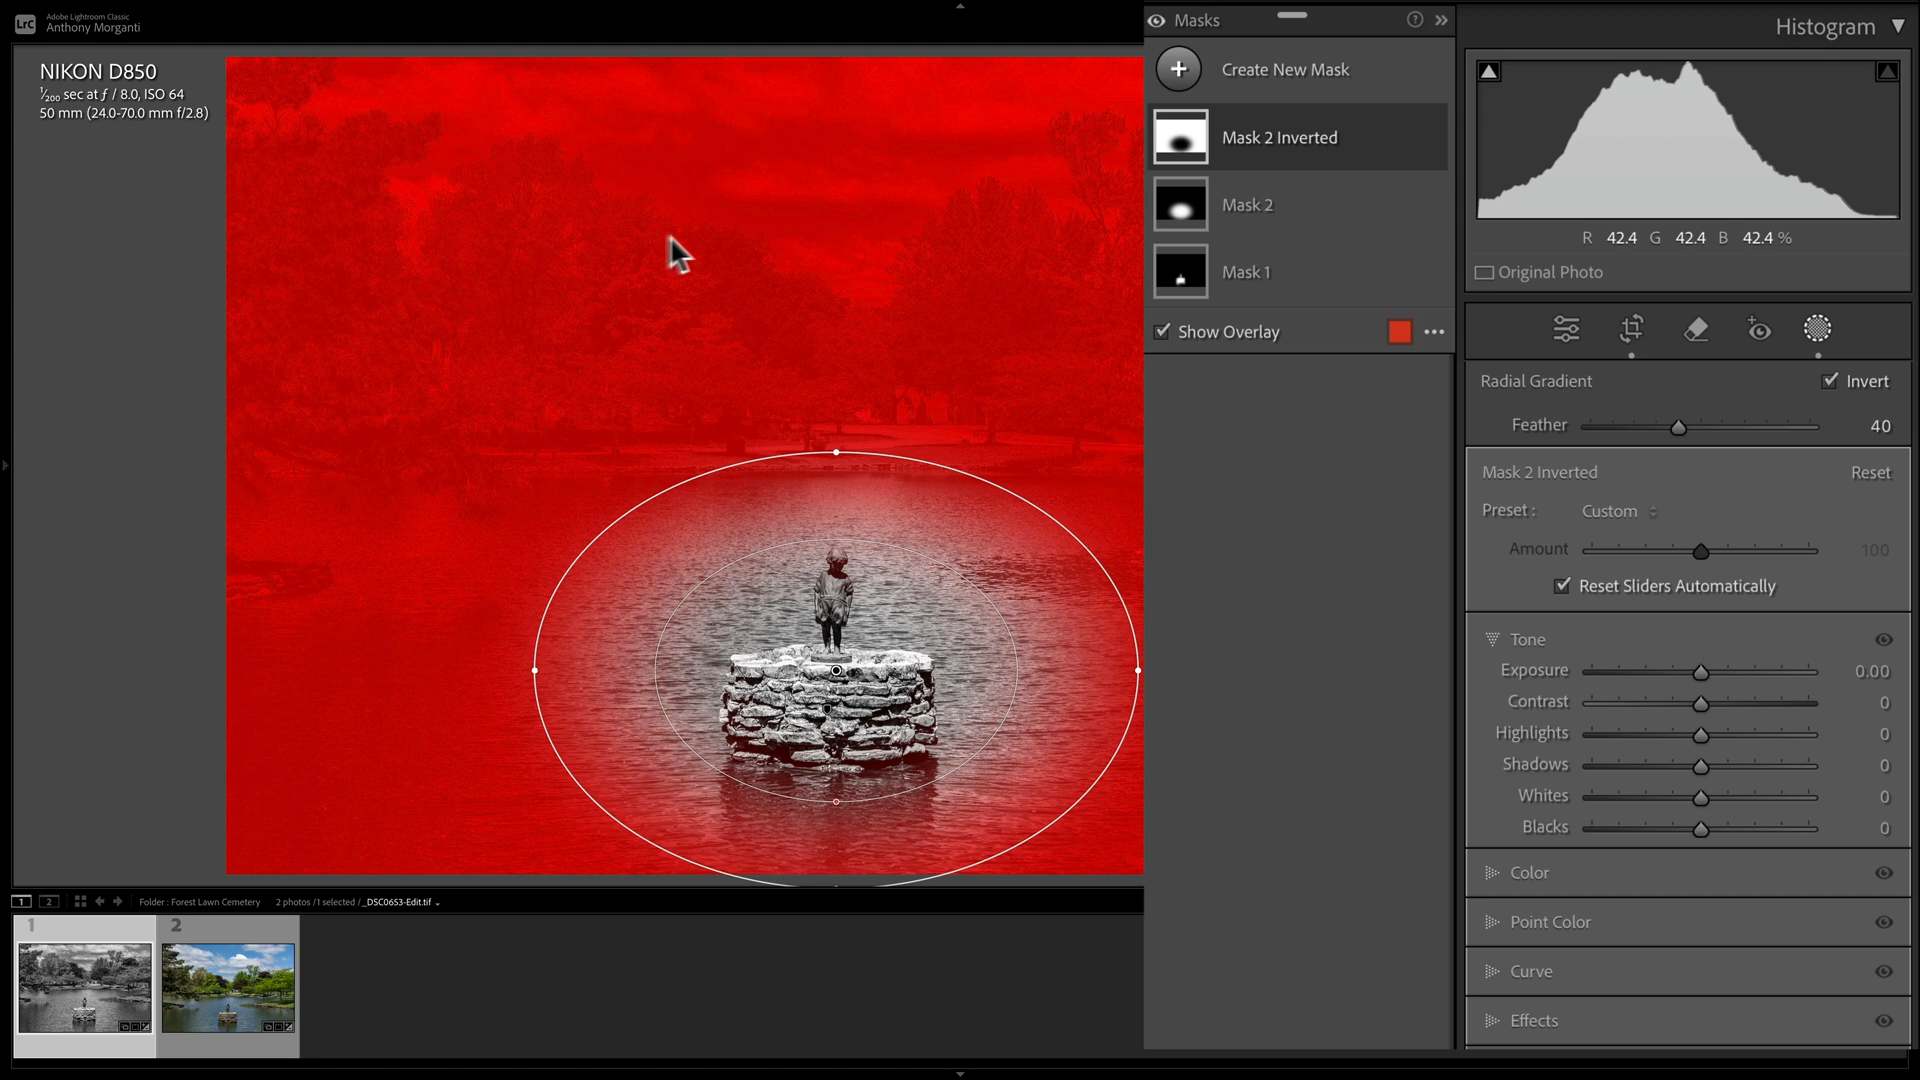 LrC
Adobe Lightroom Classic
Anthony Morganti
NIKON D850
1/200 sec at ƒ / 8.0, ISO 64
50 mm (24.0-70.0 mm f/2.8)
Masks
?
Create New Mask
Mask 2 Inverted
Mask 2
Mask 1
Show Overlay
Histogram
R 42.4 G 42.4 B 42.4 %
Original Photo
Radial Gradient
Invert
Feather 40
Mask 2 Inverted Reset
Preset : Custom
Amount 100
Reset Sliders Automatically
Tone
Exposure 0.00
Contrast 0
Highlights 0
Shadows 0
Whites 0
Blacks 0
Color
Point Color
Curve
Effects
1 2 Folder : Forest Lawn Cemetery 2 photos /1 selected /_DSC0653-Edit.tif
1
2